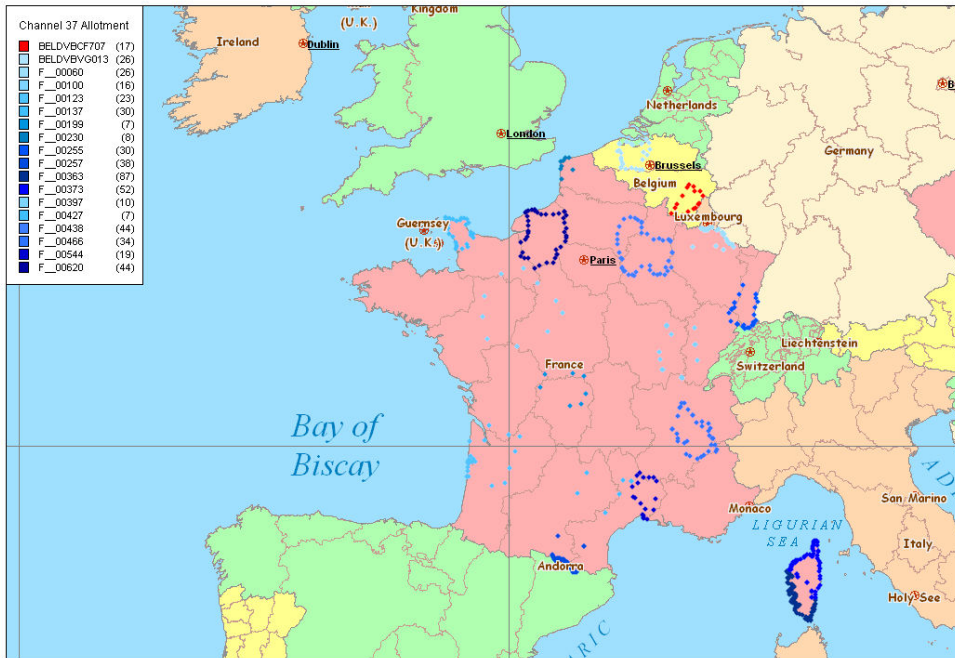 Channel 37 Allotment
BELDVBCF707 (17)
BELDVBVG013 (26)
F__00060 (26)
F__00100 (16)
F__00123 (23)
F__00137 (30)
F__00199 (7)
F__00230 (8)
F__00255 (30)
F__00257 (38)
F__00363 (87)
F__00373 (52)
F__00397 (10)
F__00427 (7)
F__00438 (44)
F__00466 (34)
F__00544 (19)
F__00620 (44)
Kingdom
(U.K.)
Ireland
Dublin
Netherlands
London
Germany
Brussels
Belgium
Luxembourg
Guernsey
(U.K.)
Paris
Liechtenstein
Switzerland
France
Bay of
Biscay
San Marino
Monaco
LIGURIAN
SEA
Italy
Andorra
Holy See